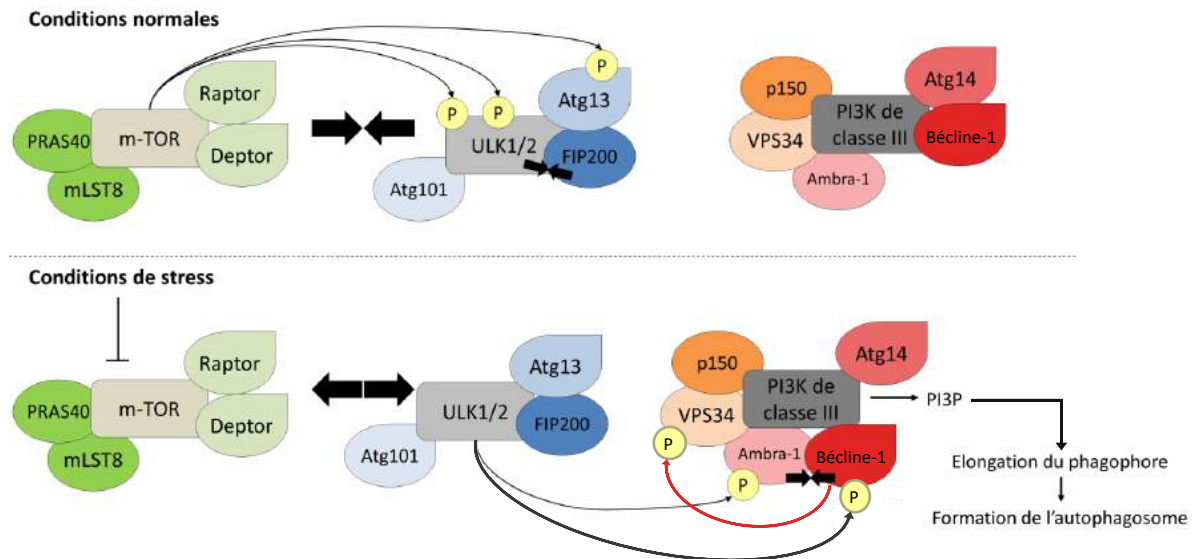 Conditions normales
PRAS40
m-TOR
Raptor
Deptor
mLST8
P
P
P
Atg13
ULK1/2
FIP200
Atg101
p150
Atg14
PI3K de
classe III
VPS34
Bécline-1
Ambra-1
Conditions de stress
PRAS40
m-TOR
Raptor
Deptor
mLST8
Atg13
ULK1/2
FIP200
Atg101
p150
Atg14
PI3K de
classe III
VPS34
P
Ambra-1
Bécline-1
P
P
PI3P
Elongation du phagophore
Formation de l'autophagosome